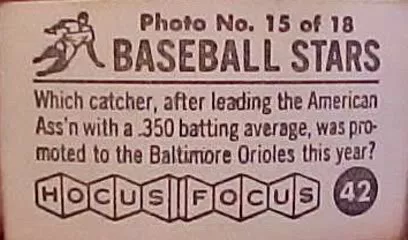 Photo No. 15 of 18
BASEBALL STARS
Which catcher, after leading the American
Ass'n with a .350 batting average, was pro-
moted to the Baltimore Orioles this year?
HOCUS FOCUS 42